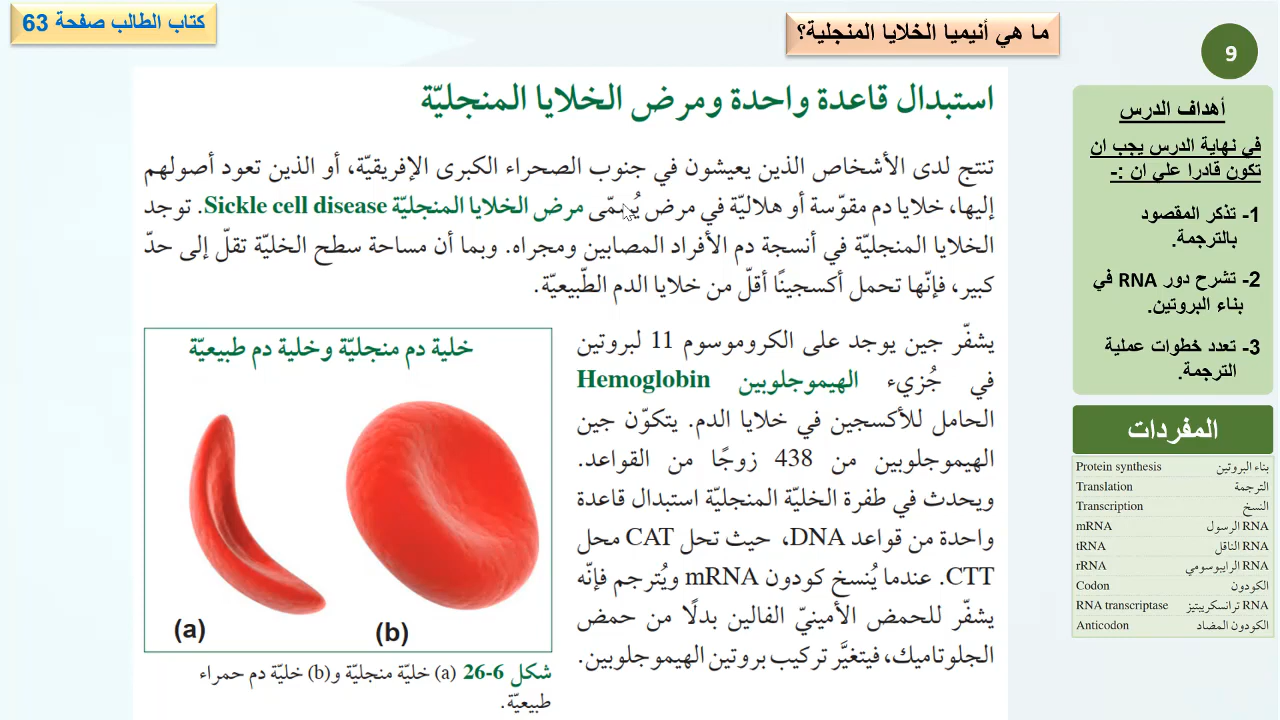 كتاب الطالب صفحة 63
ما هي أنيميا الخلايا المنجلية؟
9
استبدال قاعدة واحدة ومرض الخلايا المنجليّة
تنتج لدى الأشخاص الذين يعيشون في جنوب الصحراء الكبرى الإفريقيّة، أو الذين تعود أصولهم
إليها، خلايا دم مقوّسة أو هلاليّة في مرض يُسمّى مرض الخلايا المنجليّة Sickle cell disease. توجد
الخلايا المنجليّة في أنسجة دم الأفراد المصابين ومجراه. وبما أن مساحة سطح الخليّة تقلّ إلى حدّ
كبير، فإنّها تحمل أكسجينًا أقلّ من خلايا الدم الطّبيعيّة.
يشفّر جين يوجد على الكروموسوم 11 لبروتين
في جُزيء الهيموجلوبين Hemoglobin
الحامل للأكسجين في خلايا الدم. يتكوّن جين
الهيموجلوبين من 438 زوجًا من القواعد.
ويحدث في طفرة الخليّة المنجليّة استبدال قاعدة
واحدة من قواعد DNA، حيث تحل CAT محل
CTT. عندما يُنسخ كودون mRNA ويُترجم فإنّه
يشفّر للحمض الأمينيّ الفالين بدلًا من حمض
الجلوتاميك، فيتغيَّر تركيب بروتين الهيموجلوبين.
خلية دم منجليّة وخلية دم طبيعيّة
(a)
(b)
شكل 6-26 (a) خليّة منجليّة و(b) خليّة دم حمراء
طبيعيّة.
أهداف الدرس
في نهاية الدرس يجب ان
تكون قادرا علي ان :-
1- تذكر المقصود
بالترجمة.
2- تشرح دور RNA في
بناء البروتين.
3- تعدد خطوات عملية
الترجمة.
المفردات
بناء البروتين Protein synthesis
الترجمة Translation
النسخ Transcription
RNA الرسول mRNA
RNA الناقل tRNA
RNA الرايبوسومي rRNA
الكودون Codon
RNA ترانسكريبتيز RNA transcriptase
الكودون المضاد Anticodon